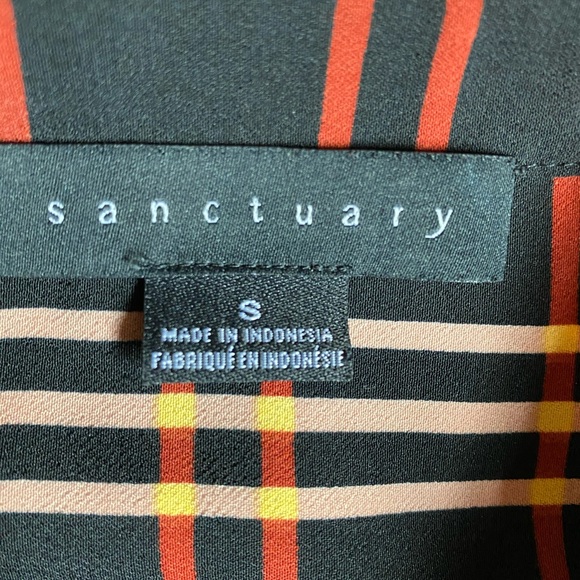 sanctuary
S
MADE IN INDONESIA
FABRIQUÉ EN INDONÉSIE